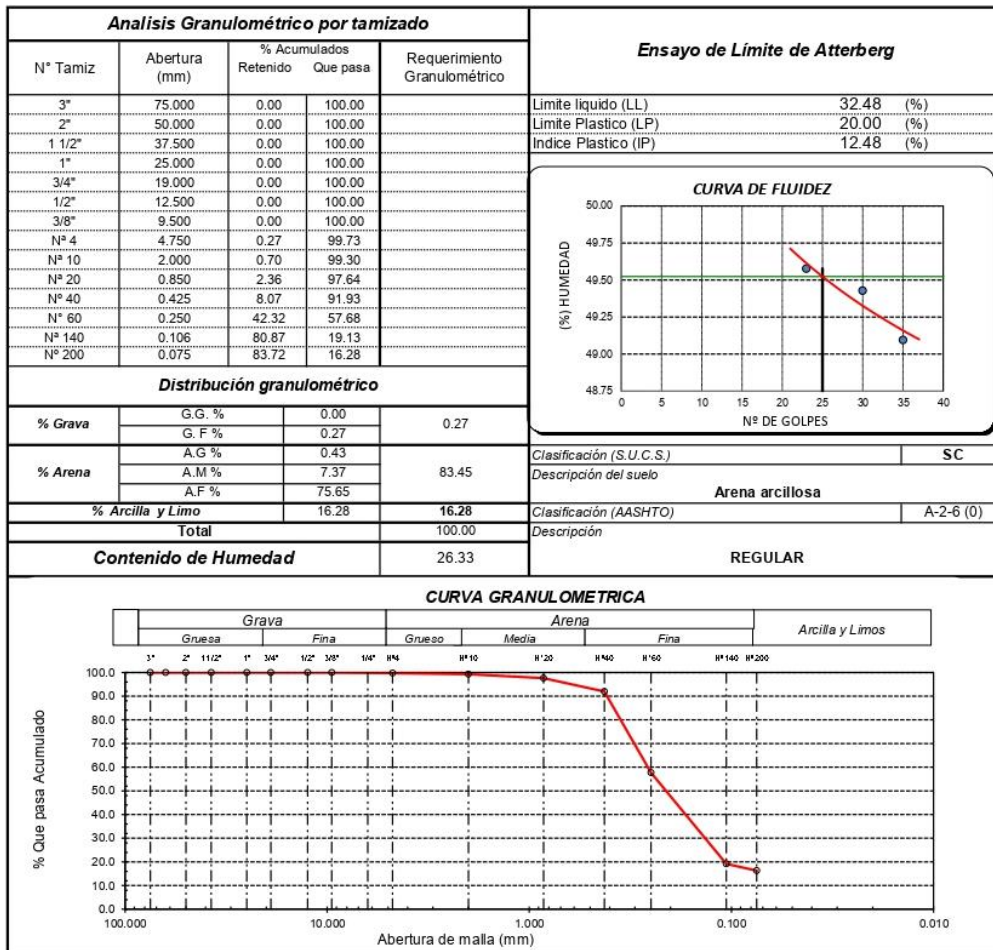 Analisis Granulométrico por tamizado
N° Tamiz
Abertura (mm)
% Acumulados
Retenido Que pasa
Requerimiento Granulométrico
3" 75.000 0.00 100.00
2" 50.000 0.00 100.00
1 1/2" 37.500 0.00 100.00
1" 25.000 0.00 100.00
3/4" 19.000 0.00 100.00
1/2" 12.500 0.00 100.00
3/8" 9.500 0.00 100.00
Nª 4 4.750 0.27 99.73
Nª 10 2.000 0.70 99.30
Nª 20 0.850 2.36 97.64
Nº 40 0.425 8.07 91.93
N° 60 0.250 42.32 57.68
Nª 140 0.106 80.87 19.13
Nº 200 0.075 83.72 16.28
Distribución granulométrico
% Grava
G.G. % 0.00
G. F % 0.27
0.27
% Arena
A.G % 0.43
A.M % 7.37
A.F % 75.65
83.45
% Arcilla y Limo 16.28 16.28
Total 100.00
Contenido de Humedad 26.33
Ensayo de Límite de Atterberg
Limite liquido (LL) 32.48 (%)
Limite Plastico (LP) 20.00 (%)
Indice Plastico (IP) 12.48 (%)
CURVA DE FLUIDEZ
(%) HUMEDAD
50.00
49.75
49.50
49.25
49.00
48.75
0 5 10 15 20 25 30 35 40
Nº DE GOLPES
Clasificación (S.U.C.S.) SC
Descripción del suelo
Arena arcillosa
Clasificación (AASHTO) A-2-6 (0)
Descripción
REGULAR
CURVA GRANULOMETRICA
Grava Arena Arcilla y Limos
Gruesa Fina Grueso Media Fina
3" 2" 11/2" 1" 3/4" 1/2" 3/8" 1/4" Hª4 Hª10 Hª20 Hª40 Hª60 Hª140 Hª200
% Que pasa Acumulado
100.0
90.0
80.0
70.0
60.0
50.0
40.0
30.0
20.0
10.0
0.0
100.000 10.000 1.000 0.100 0.010
Abertura de malla (mm)